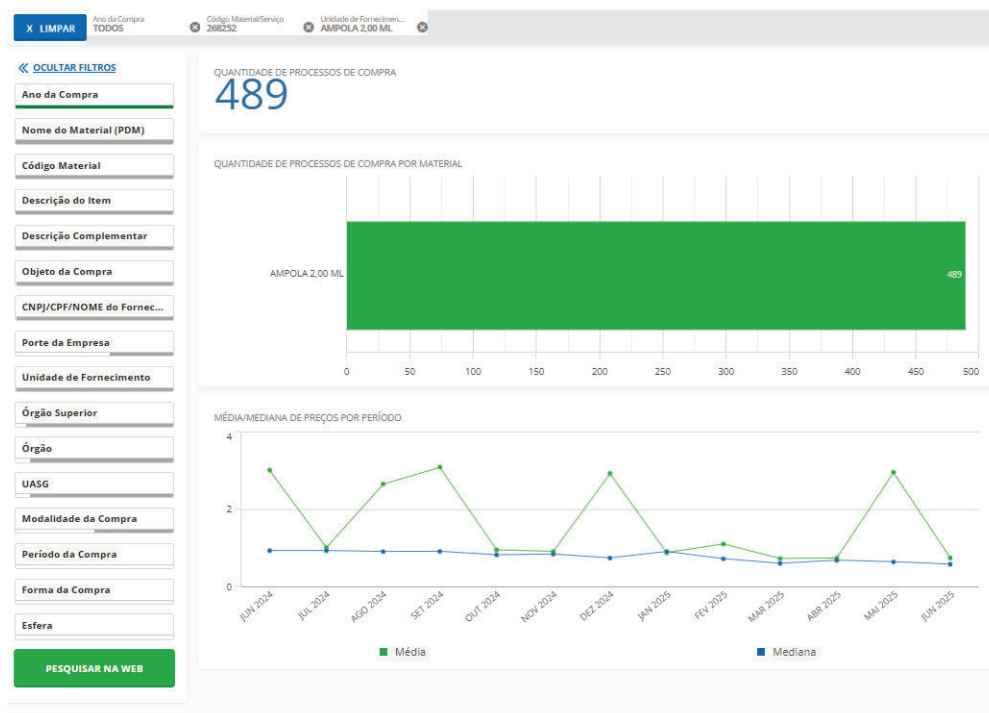 X LIMPAR
Ano da Compra
TODOS
Código Material/Serviço
268252
Unidade de Fornecimen...
AMPOLA 2,00 ML
OCULTAR FILTROS
Ano da Compra
Nome do Material (PDM)
Código Material
Descrição do Item
Descrição Complementar
Objeto da Compra
CNPJ/CPF/NOME do Fornec...
Porte da Empresa
Unidade de Fornecimento
Órgão Superior
Órgão
UASG
Modalidade da Compra
Período da Compra
Forma da Compra
Esfera
PESQUISAR NA WEB
QUANTIDADE DE PROCESSOS DE COMPRA
489
QUANTIDADE DE PROCESSOS DE COMPRA POR MATERIAL
AMPOLA 2,00 ML
489
0 50 100 150 200 250 300 350 400 450 500
MÉDIA/MEDIANA DE PREÇOS POR PERÍODO
4
2
0
JUN 2024 JUL 2024 AGO 2024 SET 2024 OUT 2024 NOV 2024 DEZ 2024 JAN 2025 FEV 2025 MAR 2025 ABR 2025 MAI 2025 JUN 2025
Média Mediana